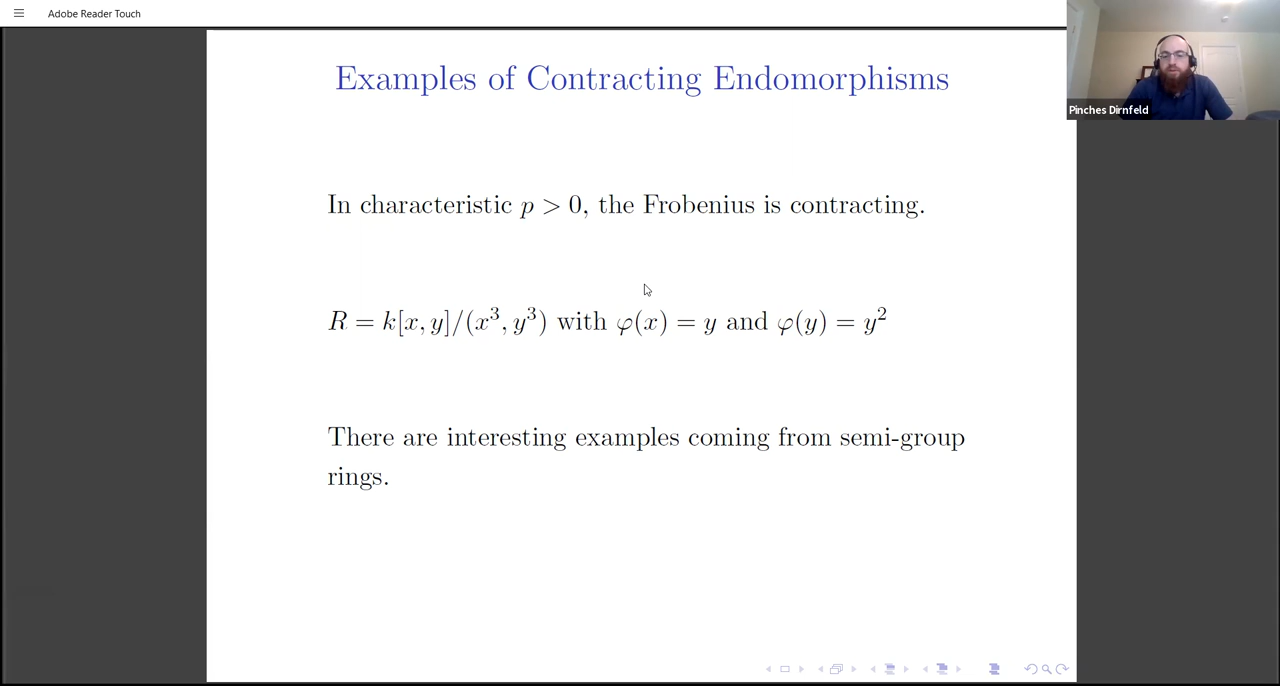 Adobe Reader Touch
Pinches Dirnfeld
Examples of Contracting Endomorphisms
In characteristic p > 0, the Frobenius is contracting.
R = k[x, y]/(x³, y³) with φ(x) = y and φ(y) = y²
There are interesting examples coming from semi-group
rings.